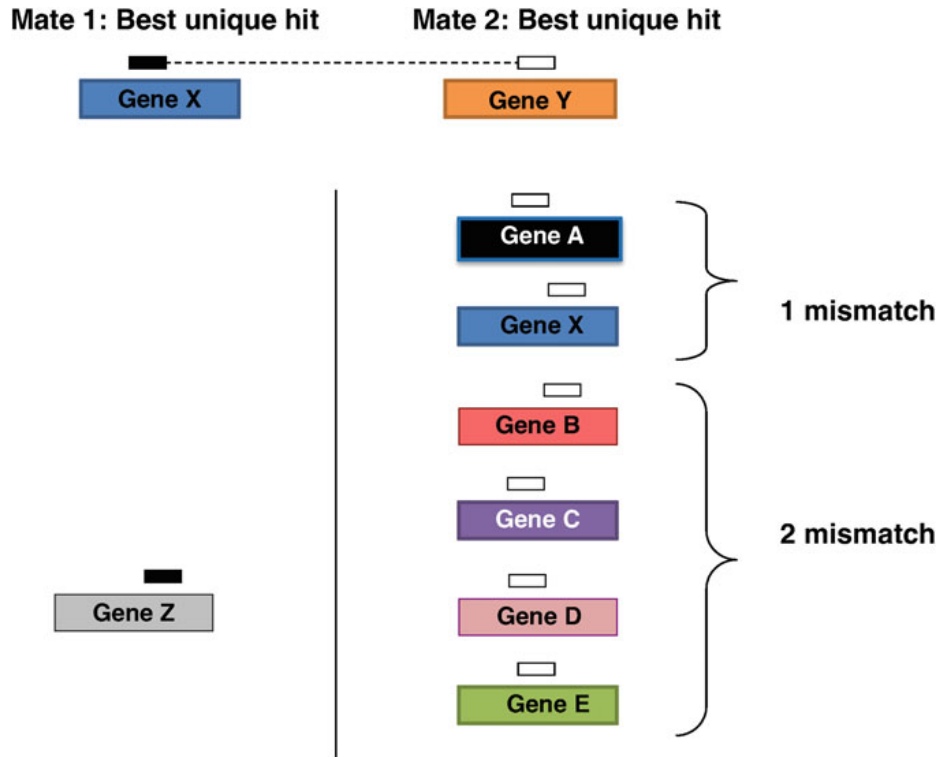 Mate 1: Best unique hit
Mate 2: Best unique hit
Gene X
Gene Y
Gene A
Gene X
1 mismatch
Gene B
Gene C
2 mismatch
Gene Z
Gene D
Gene E